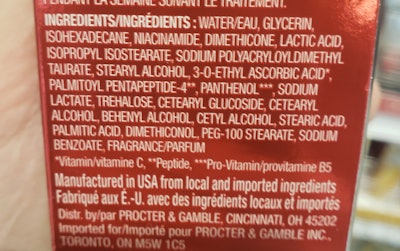 PENDANT LA SEMAINE SUIVANT LE TRAITEMENT.
INGREDIENTS/INGRÉDIENTS: WATER/EAU, GLYCERIN,
ISOHEXADECANE, NIACINAMIDE, DIMETHICONE, LACTIC ACID,
ISOPROPYL ISOSTEARATE, SODIUM POLYACRYLOYLDIMETHYL
TAURATE, STEARYL ALCOHOL, 3-O-ETHYL ASCORBIC ACID*,
PALMITOYL PENTAPEPTIDE-4**, PANTHENOL***, SODIUM
LACTATE, TREHALOSE, CETEARYL GLUCOSIDE, CETEARYL
ALCOHOL, BEHENYL ALCOHOL, CETYL ALCOHOL, STEARIC ACID,
PALMITIC ACID, DIMETHICONOL, PEG-100 STEARATE, SODIUM
BENZOATE, FRAGRANCE/PARFUM
*Vitamin/vitamine C, **Peptide, ***Pro-Vitamin/provitamine B5
Manufactured in USA from local and imported ingredients
Fabriqué aux É.-U. avec des ingrédients locaux et importés
Distr. by/par PROCTER & GAMBLE, CINCINNATI, OH 45202
Imported for/Importé pour PROCTER & GAMBLE INC.,
TORONTO, ON M5W 1C5